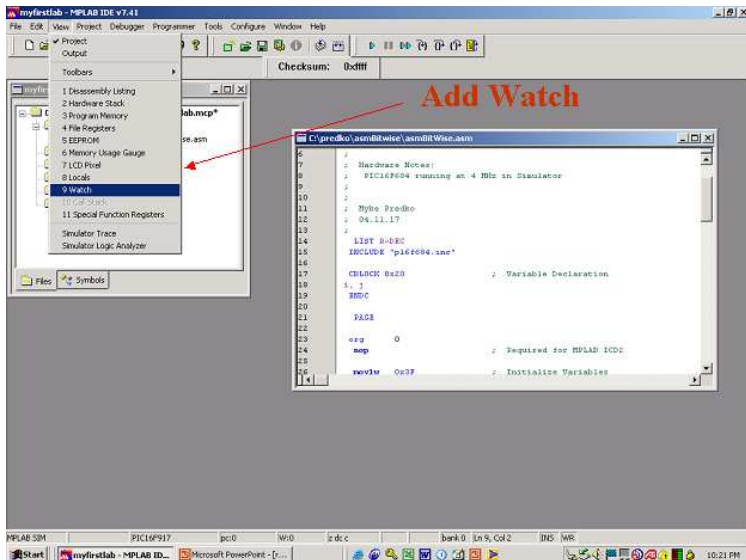 myfirstlab - MPLAB IDE v7.41
File Edit View Project Debugger Programmer Tools Configure Window Help
Checksum: 0xffff
Project
Output
Toolbars
1 Disassembly Listing
2 Hardware Stack
3 Program Memory
4 File Registers
5 EEPROM
6 Memory Usage Gauge
7 LCD Pixel
8 Locals
9 Watch
10 Call Stack
11 Special Function Registers
Simulator Trace
Simulator Logic Analyzer
lab.mcp*
se.asm
Files Symbols
Add Watch
C:\predko\asmBitwise\asmBitWise.asm
6 ;
7 ; Hardware Notes:
8 ; PIC16F684 running at 4 MHz in Simulator
9 ;
10 ;
11 ; Myke Predko
12 ; 04.11.17
13 ;
14 LIST R=DEC
15 INCLUDE "p16f684.inc"
16
17 CBLOCK 0x20 ; Variable Declaration
18 i, j
19 ENDC
20
21 PAGE
22
23 org 0
24 nop ; Required for MPLAB ICD2
25
26 movlw 0x3F ; Initialize Variables
MPLAB SIM PIC16F917 pc:0 W:0 z dc c bank 0 Ln 9, Col 2 INS WR
Start myfirstlab - MPLAB ID... Microsoft PowerPoint - [r... 10:21 PM